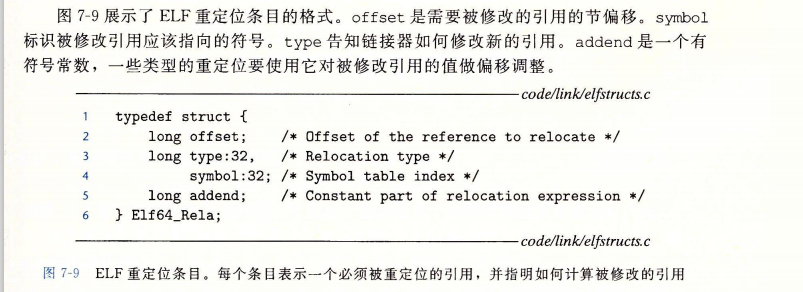 图 7-9 展示了 ELF 重定位条目的格式。offset 是需要被修改的引用的节偏移。symbol
标识被修改引用应该指向的符号。type 告知链接器如何修改新的引用。addend 是一个有
符号常数，一些类型的重定位要使用它对被修改引用的值做偏移调整。
code/link/elfstructs.c
1 typedef struct {
2 long offset; /* Offset of the reference to relocate */
3 long type:32, /* Relocation type */
4 symbol:32; /* Symbol table index */
5 long addend; /* Constant part of relocation expression */
6 } Elf64_Rela;
code/link/elfstructs.c
图 7-9 ELF 重定位条目。每个条目表示一个必须被重定位的引用，并指明如何计算被修改的引用